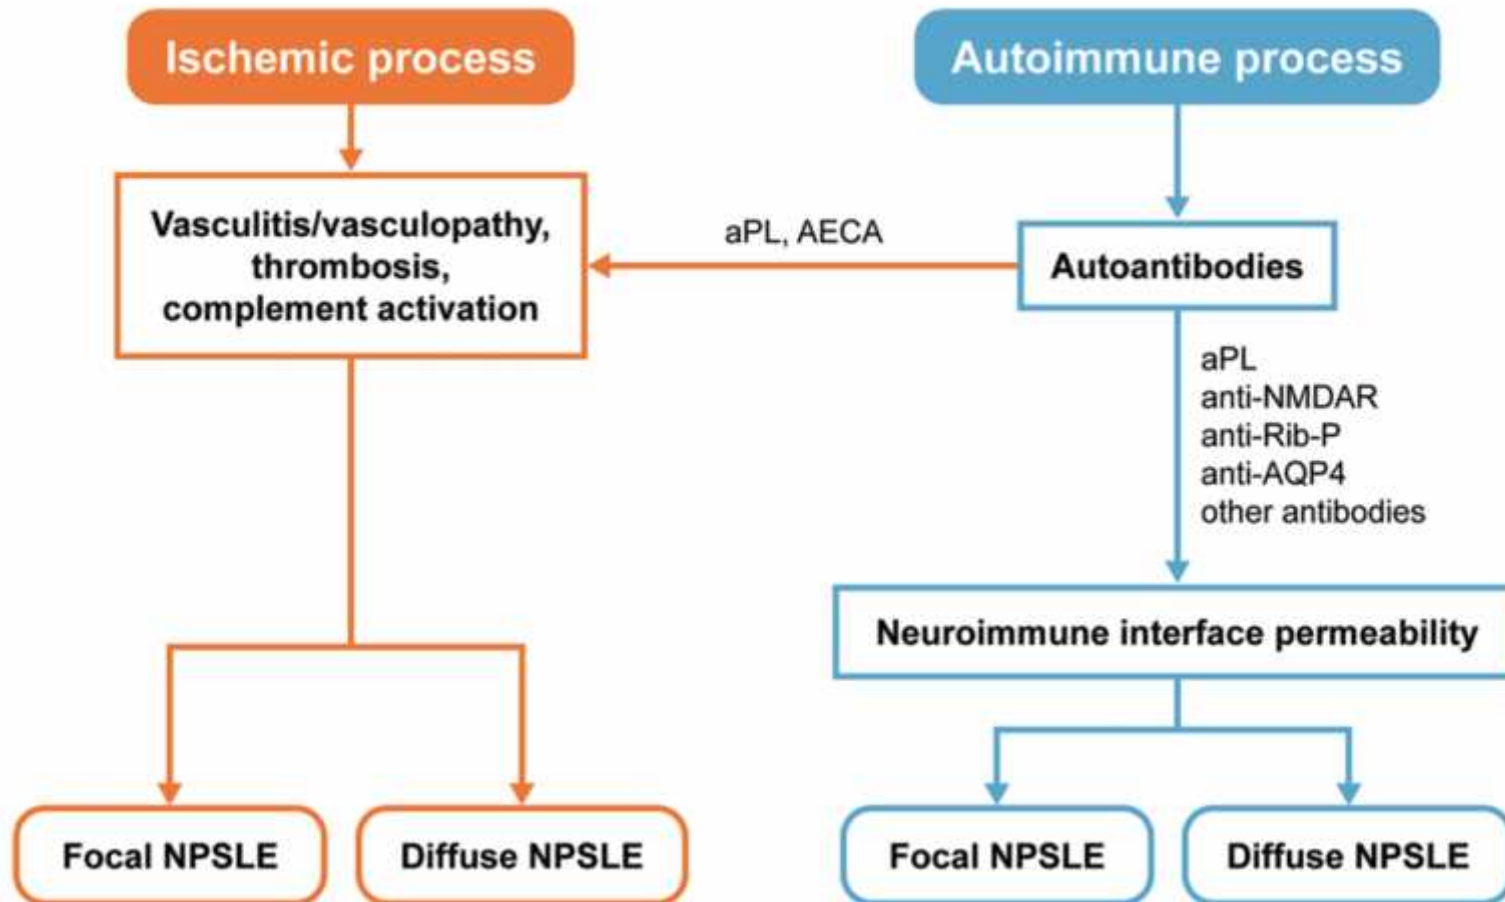 Ischemic process
Autoimmune process
Vasculitis/vasculopathy,
thrombosis,
complement activation
aPL, AECA
Autoantibodies
aPL
anti-NMDAR
anti-Rib-P
anti-AQP4
other antibodies
Neuroimmune interface permeability
Focal NPSLE
Diffuse NPSLE
Focal NPSLE
Diffuse NPSLE